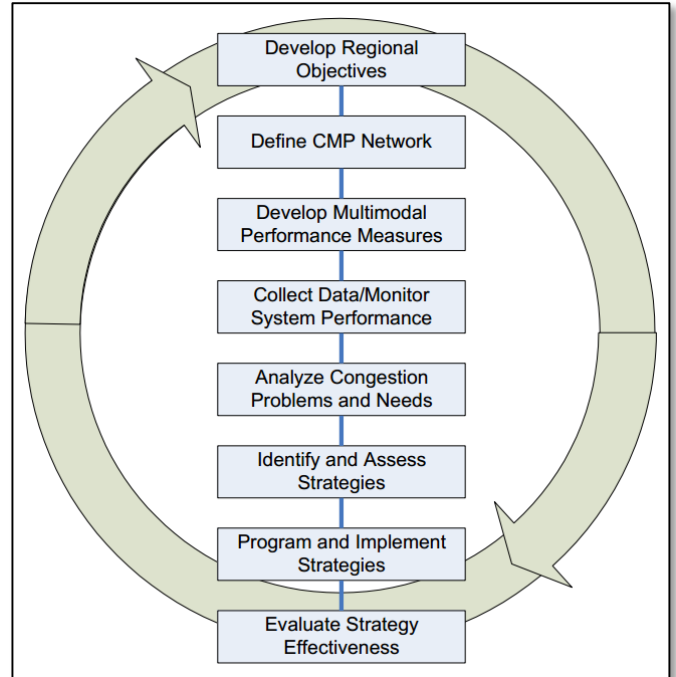 Develop Regional
Objectives
Define CMP Network
Develop Multimodal
Performance Measures
Collect Data/Monitor
System Performance
Analyze Congestion
Problems and Needs
Identify and Assess
Strategies
Program and Implement
Strategies
Evaluate Strategy
Effectiveness